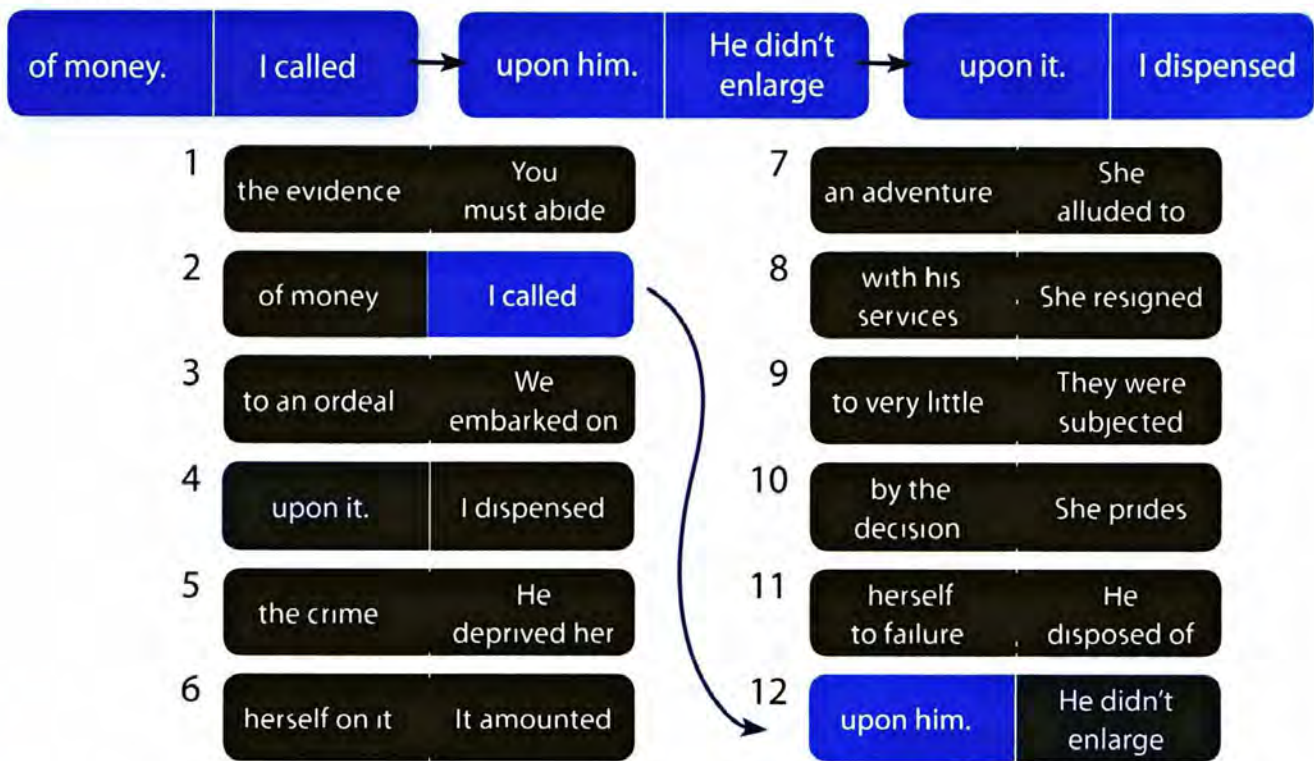 of money. I called upon him. He didn't
enlarge upon it. I dispensed
1 the evidence You
must abide
2 of money I called
3 to an ordeal We
embarked on
4 upon it. I dispensed
5 the crime He
deprived her
6 herself on it It amounted
7 an adventure She
alluded to
8 with his
services She resigned
9 to very little They were
subjected
10 by the
decision She prides
11 herself
to failure He
disposed of
12 upon him. He didn't
enlarge